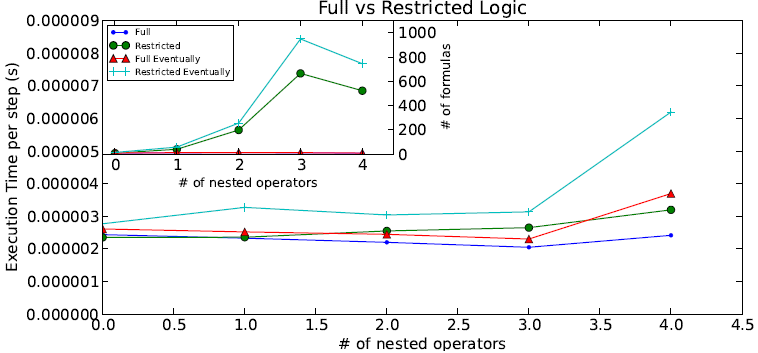 Full vs Restricted Logic
Execution Time per step (s)
0.000009
0.000008
0.000007
0.000006
0.000005
0.000004
0.000003
0.000002
0.000001
0.000000
0.0 0.5 1.0 1.5 2.0 2.5 3.0 3.5 4.0 4.5
# of nested operators
Full
Restricted
Full Eventually
Restricted Eventually
1000
800
600
400
200
0
# of formulas
0 1 2 3 4
# of nested operators